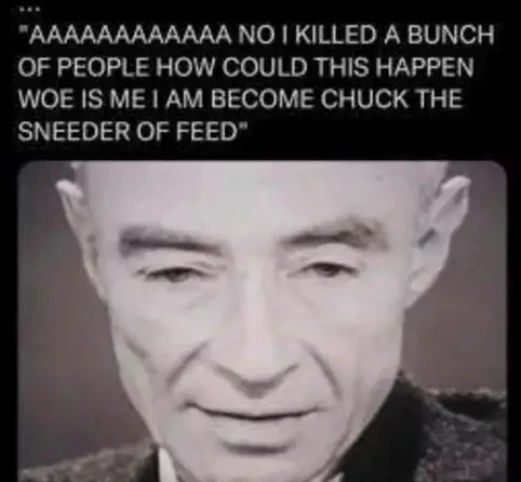 "AAAAAAAAAAAA NO I KILLED A BUNCH
OF PEOPLE HOW COULD THIS HAPPEN
WOE IS ME I AM BECOME CHUCK THE
SNEEDER OF FEED"